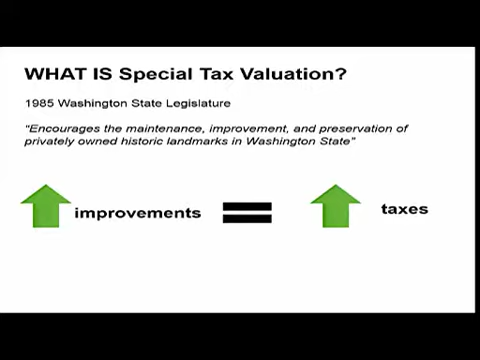 WHAT IS Special Tax Valuation?
1985 Washington State Legislature
“Encourages the maintenance, improvement, and preservation of
privately owned historic landmarks in Washington State”
improvements = taxes